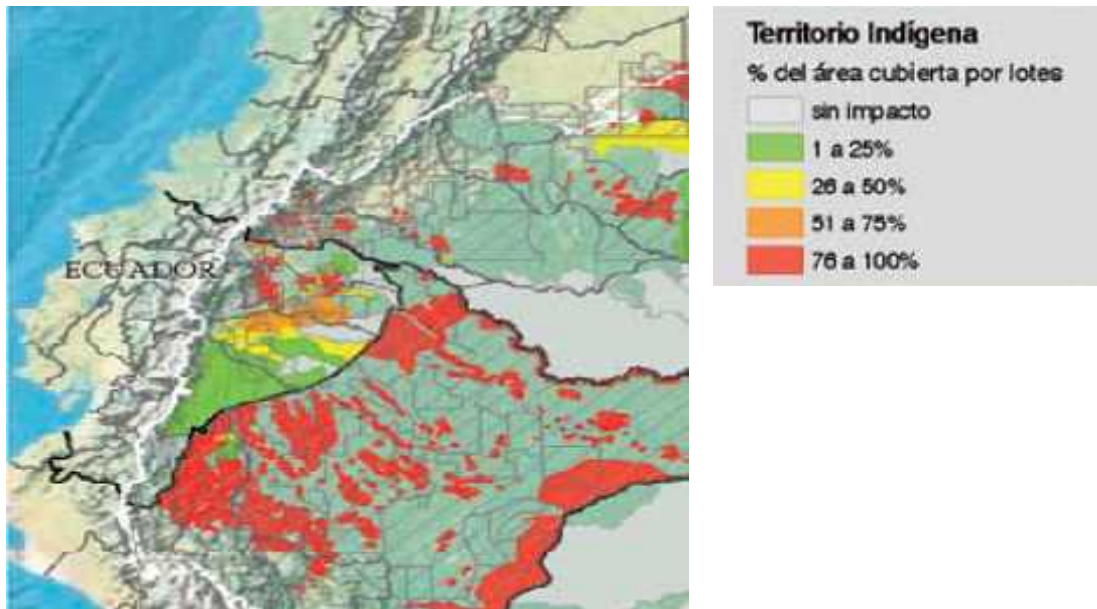 ECUADOR
Territorio Indígena
% del área cubierta por lotes
sin impacto
1 a 25%
26 a 50%
51 a 75%
76 a 100%